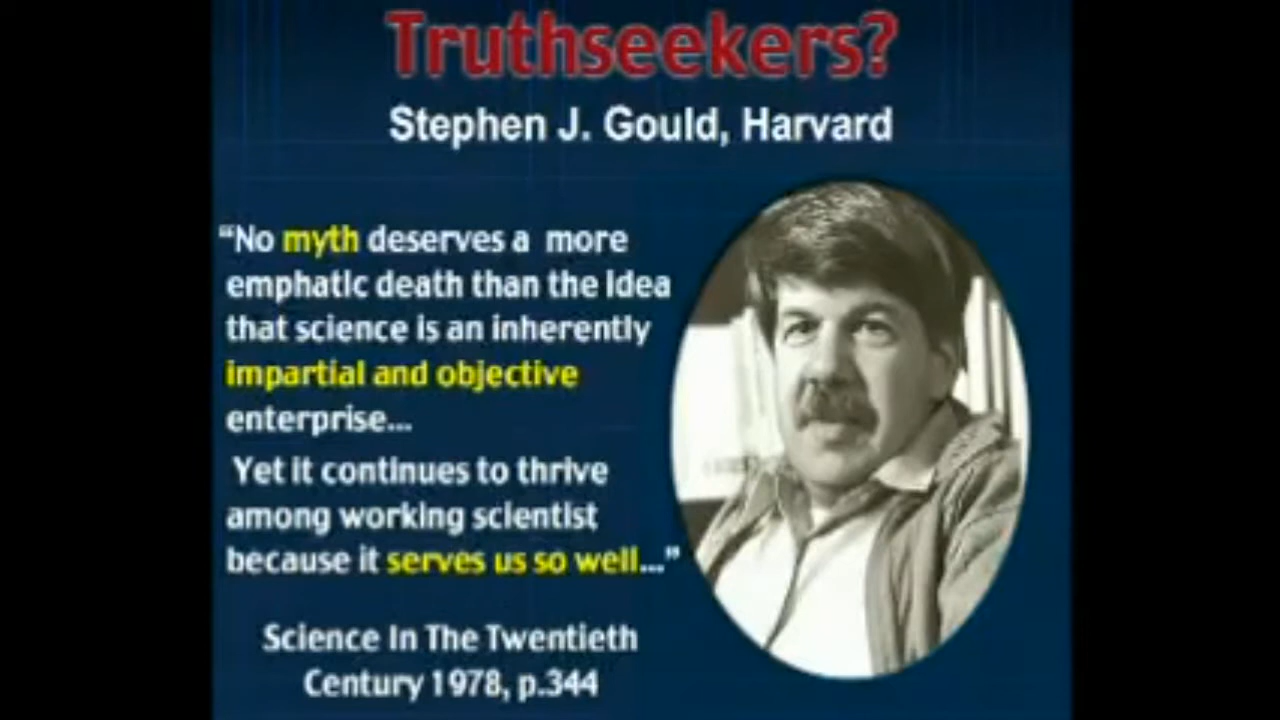 Truthseekers?
Stephen J. Gould, Harvard
“No myth deserves a more
emphatic death than the idea
that science is an inherently
impartial and objective
enterprise...
Yet it continues to thrive
among working scientist
because it serves us so well...”
Science In The Twentieth
Century 1978, p.344